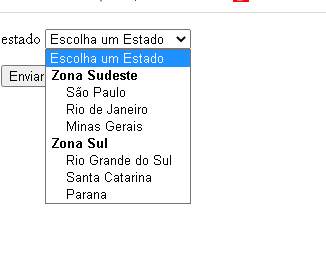 estado Escolha um Estado
Escolha um Estado
Zona Sudeste
São Paulo
Enviar
Rio de Janeiro
Minas Gerais
Zona Sul
Rio Grande do Sul
Santa Catarina
Parana